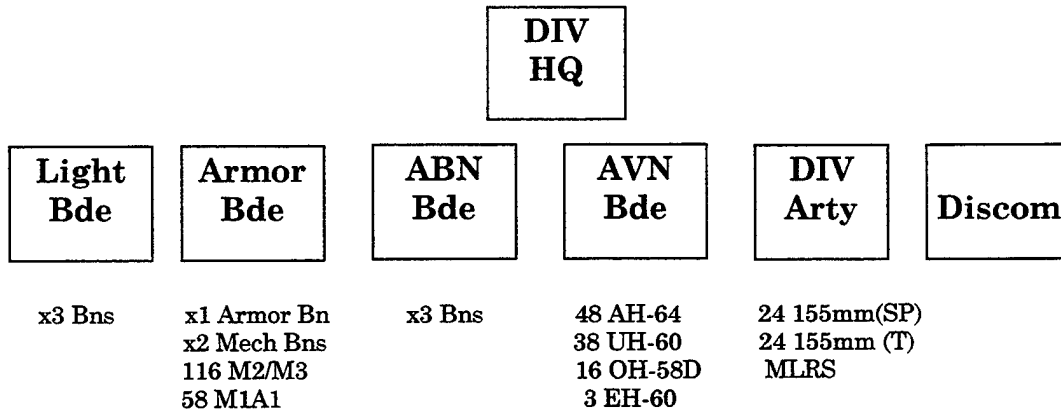 DIV
HQ
Light
Bde
Armor
Bde
ABN
Bde
AVN
Bde
DIV
Arty
Discom
x3 Bns
x1 Armor Bn
x2 Mech Bns
116 M2/M3
58 M1A1
x3 Bns
48 AH-64
38 UH-60
16 OH-58D
3 EH-60
24 155mm(SP)
24 155mm (T)
MLRS